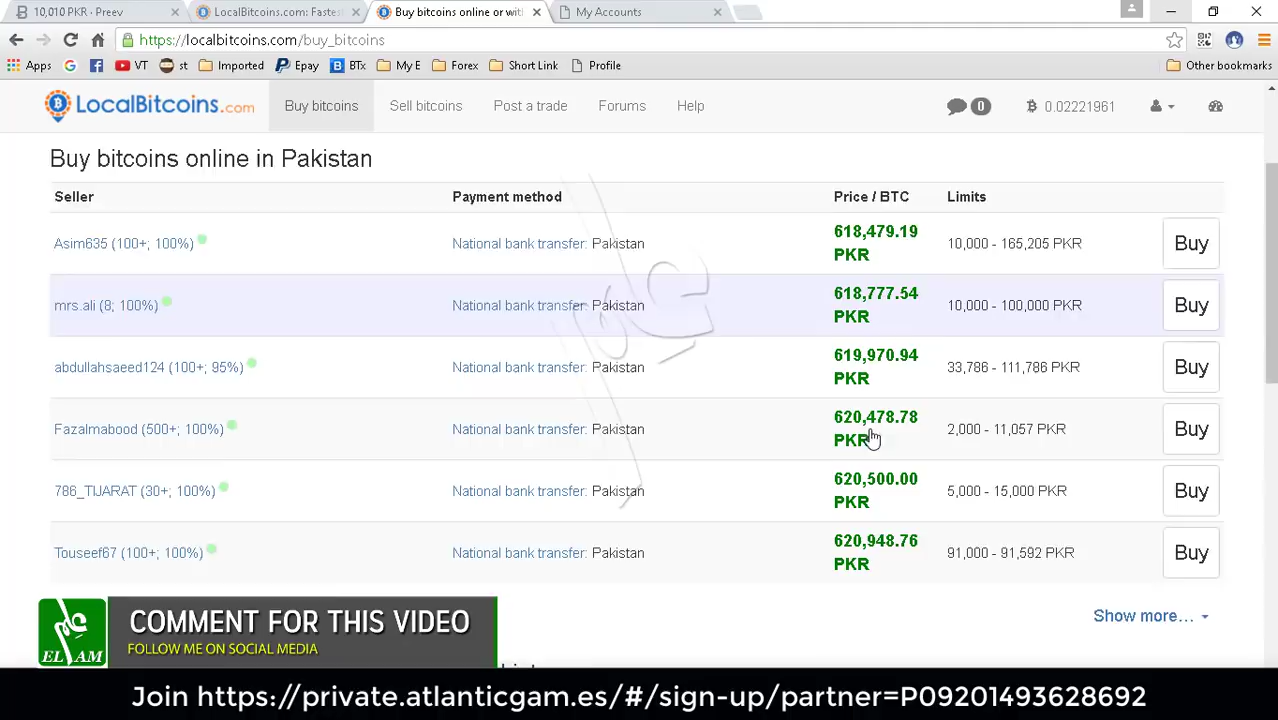 10,010 PKR · Preev
LocalBitcoins.com: Fastes
Buy bitcoins online or wit
My Accounts
https://localbitcoins.com/buy_bitcoins
Apps
VT
st
Imported
Epay
BTx
My E
Forex
Short Link
Profile
Other bookmarks
LocalBitcoins.com
Buy bitcoins
Sell bitcoins
Post a trade
Forums
Help
0
0.02221961
Buy bitcoins online in Pakistan
Seller Payment method Price / BTC Limits
Asim635 (100+; 100%) National bank transfer: Pakistan 618,479.19 PKR 10,000 - 165,205 PKR Buy
mrs.ali (8; 100%) National bank transfer: Pakistan 618,777.54 PKR 10,000 - 100,000 PKR Buy
abdullahsaeed124 (100+; 95%) National bank transfer: Pakistan 619,970.94 PKR 33,786 - 111,786 PKR Buy
Fazalmabood (500+; 100%) National bank transfer: Pakistan 620,478.78 PKR 2,000 - 11,057 PKR Buy
786_TIJARAT (30+; 100%) National bank transfer: Pakistan 620,500.00 PKR 5,000 - 15,000 PKR Buy
Touseef67 (100+; 100%) National bank transfer: Pakistan 620,948.76 PKR 91,000 - 91,592 PKR Buy
Show more...
COMMENT FOR THIS VIDEO
FOLLOW ME ON SOCIAL MEDIA
Join https://private.atlanticgam.es/#/sign-up/partner=P09201493628692